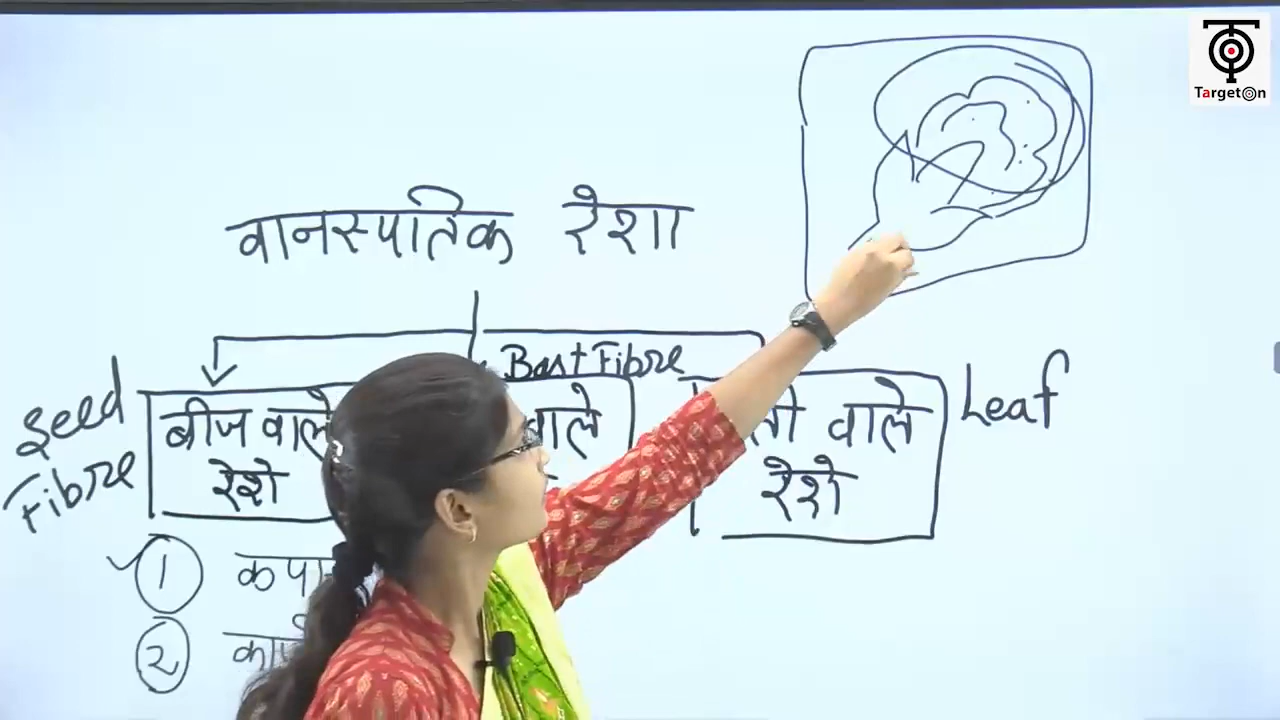 TargetOn
वानस्पतिक रेशा
Bast Fibre
Seed
Fibre
बीज वाले
रेशे
वाले
वाले
रेशे
Leaf
1
2